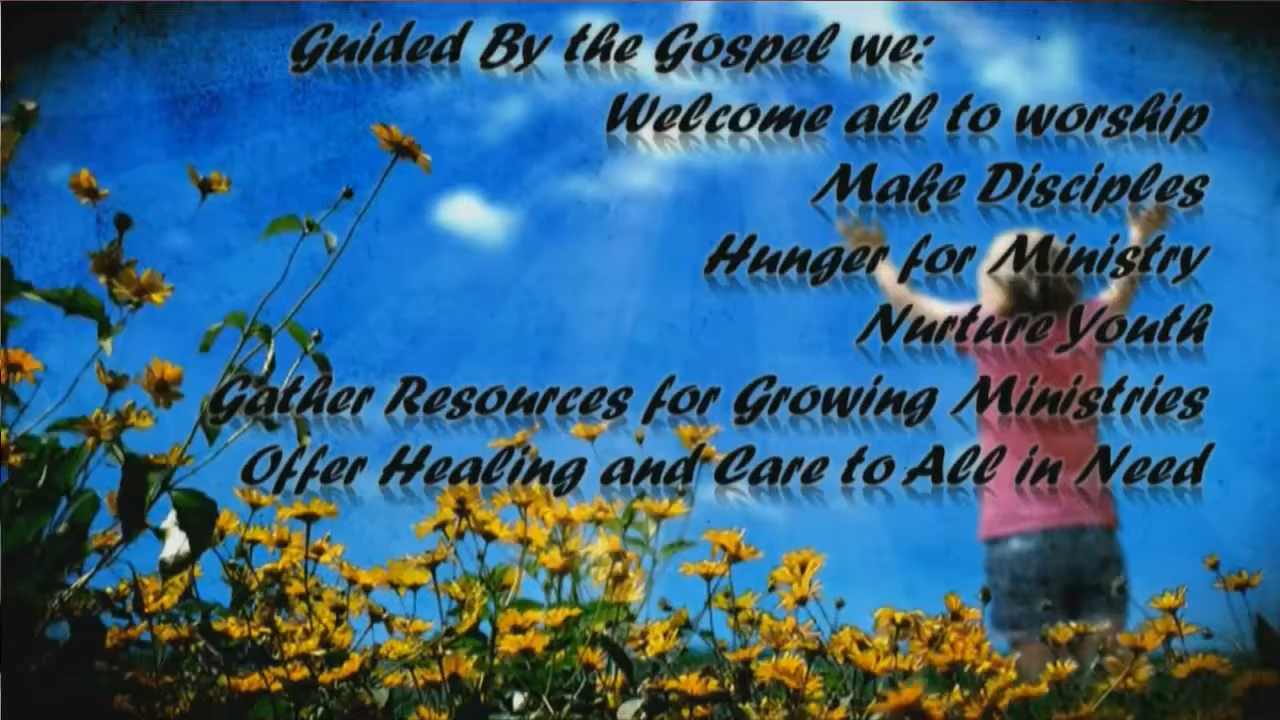 Guided By the Gospel we:
Welcome all to worship
Make Disciples
Hunger for Ministry
Nurture Youth
Gather Resources for Growing Ministries
Offer Healing and Care to All in Need